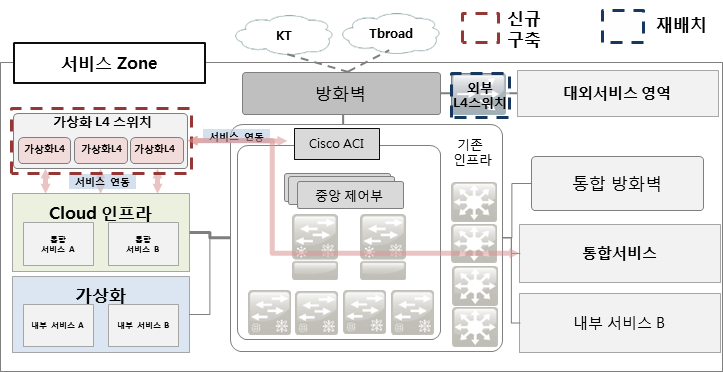 KT
Tbroad
신규
구축
재배치
서비스 Zone
방화벽
외부
L4스위치
대외서비스 영역
가상화 L4 스위치
가상화L4
가상화L4
가상화L4
서비스 연동
Cisco ACI
기존
인프라
서비스 연동
중앙 제어부
통합 방화벽
Cloud 인프라
통합
서비스 A
통합
서비스 B
통합서비스
가상화
내부 서비스 A
내부 서비스 B
내부 서비스 B